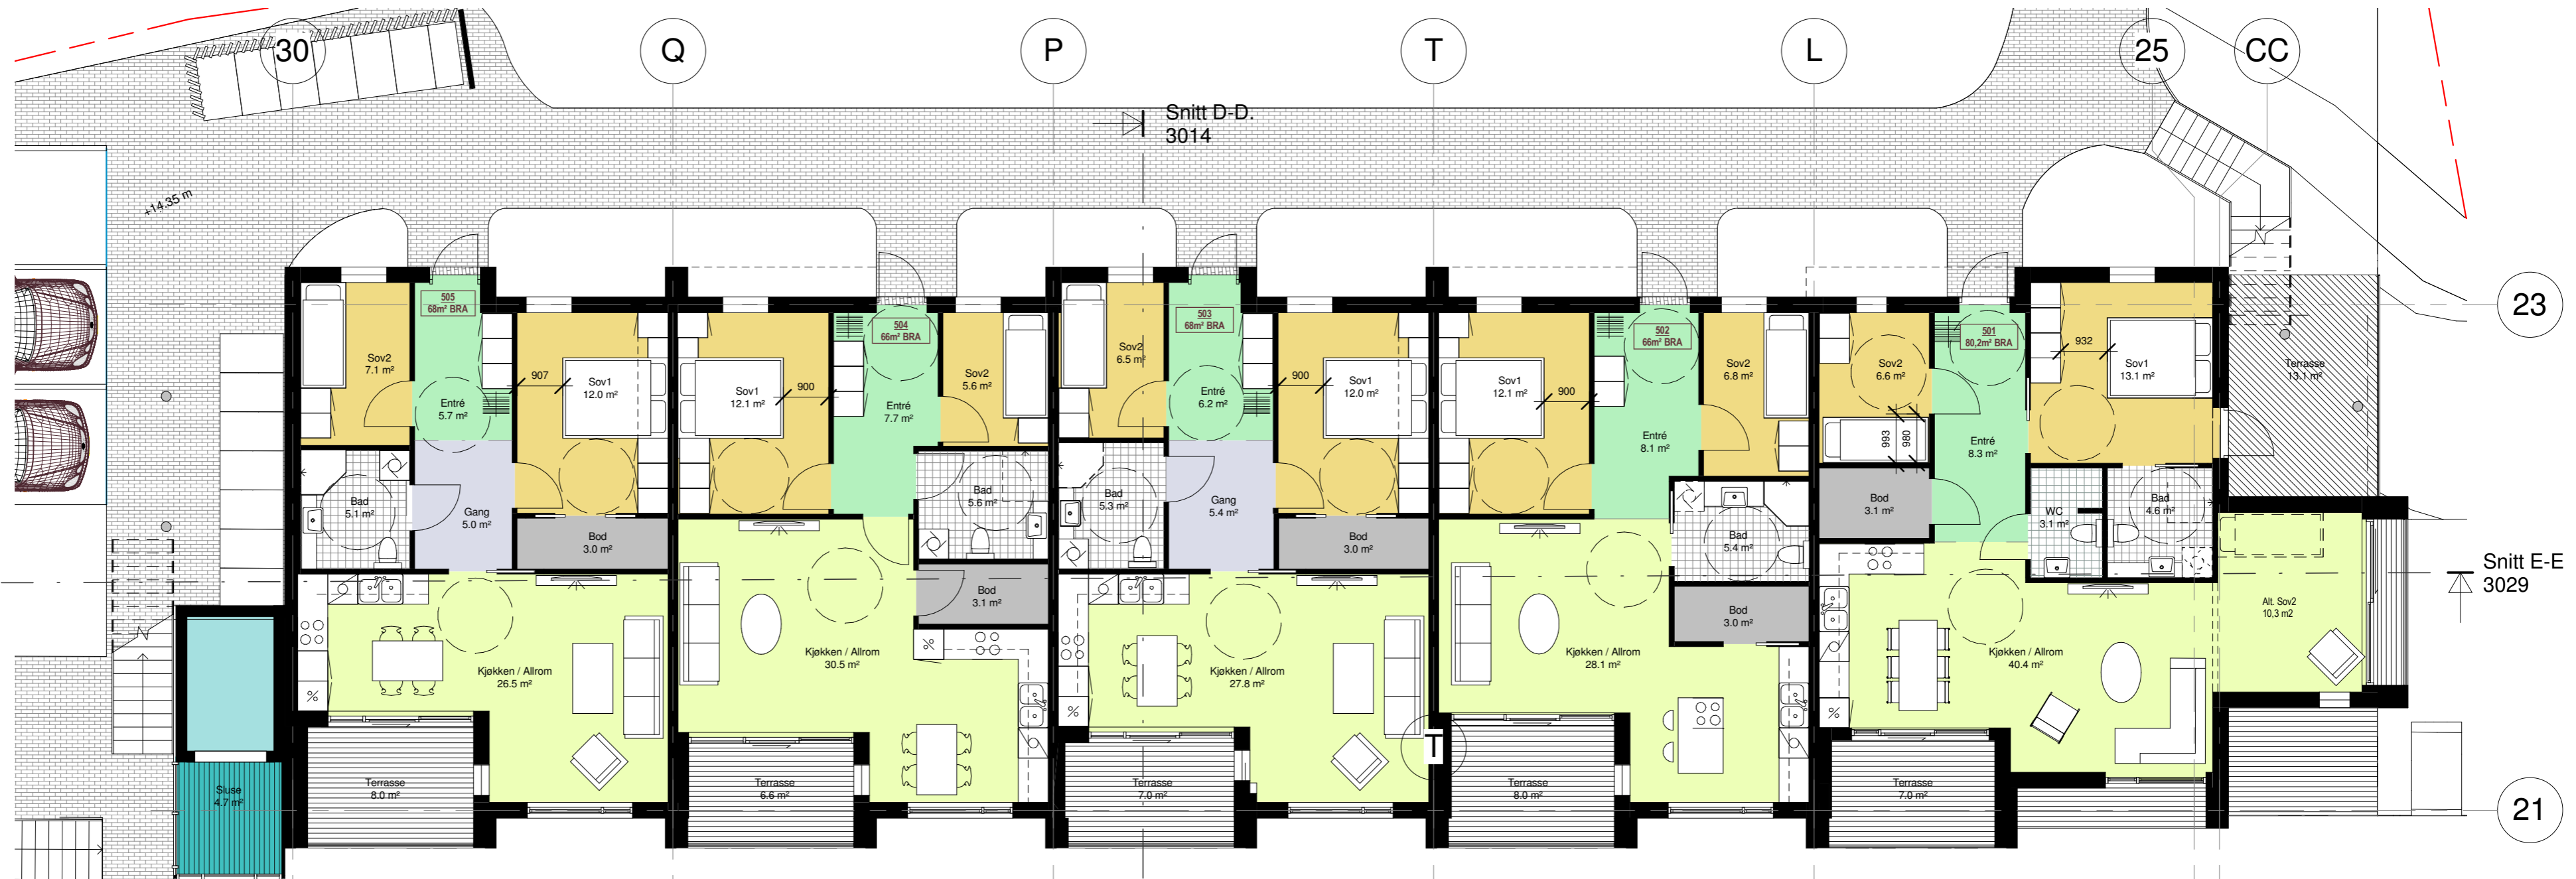 30
Q
P
T
L
25
CC
Snitt D-D.
3014
+14.35 m
23
505
68m² BRA
504
66m² BRA
503
68m² BRA
502
66m² BRA
501
80,2m² BRA
Sov2
7.1 m²
Entré
5.7 m²
907
Sov1
12.0 m²
Sov1
12.1 m²
900
Entré
7.7 m²
Sov2
5.6 m²
Sov2
6.5 m²
Entré
6.2 m²
900
Sov1
12.0 m²
Sov1
12.1 m²
900
Entré
8.1 m²
Sov2
6.8 m²
Sov2
6.6 m²
993
980
Entré
8.3 m²
932
Sov1
13.1 m²
Terrasse
13.1 m²
Bad
5.1 m²
Gang
5.0 m²
Bod
3.0 m²
Bad
5.6 m²
Bod
3.1 m²
Bad
5.3 m²
Gang
5.4 m²
Bod
3.0 m²
Bad
5.4 m²
Bod
3.0 m²
Bod
3.1 m²
WC
3.1 m²
Bad
4.6 m²
Snitt E-E
3029
Alt. Sov2
10,3 m2
Kjøkken / Allrom
26.5 m²
Kjøkken / Allrom
30.5 m²
Kjøkken / Allrom
27.8 m²
Kjøkken / Allrom
28.1 m²
Kjøkken / Allrom
40.4 m²
%
%
%
%
T
Sluse
4.7 m²
Terrasse
8.0 m²
Terrasse
6.6 m²
Terrasse
7.0 m²
Terrasse
8.0 m²
Terrasse
7.0 m²
21